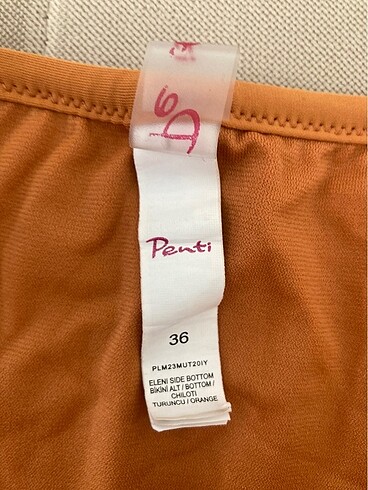 Penti
36
PLM23MUT20IY
ELENI SIDE BOTTOM
BİKİNİ ALT / BOTTOM /
CHILOTI
TURUNCU / ORANGE